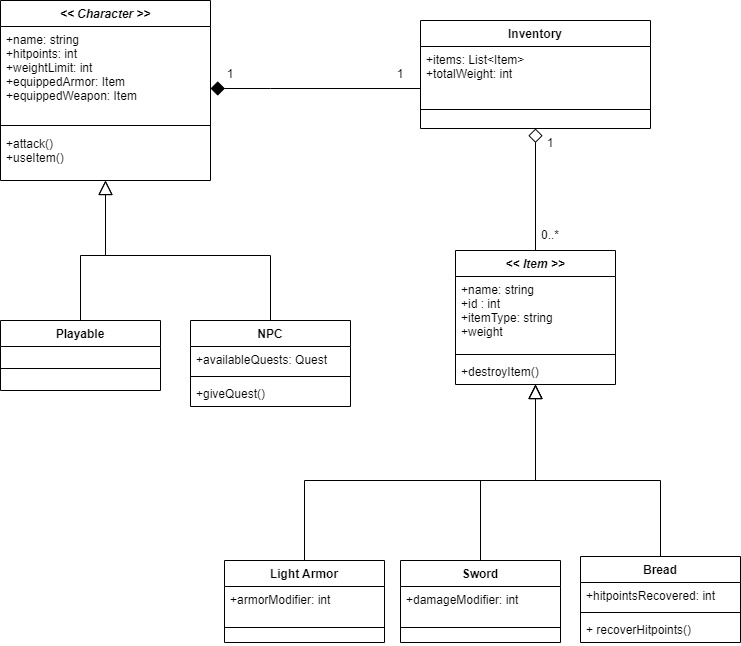 << Character >>
+name: string
+hitpoints: int
+weightLimit: int
+equippedArmor: Item
+equippedWeapon: Item
+attack()
+useItem()
1
1
Inventory
+items: List<Item>
+totalWeight: int
1
0..*
<< Item >>
+name: string
+id : int
+itemType: string
+weight
+destroyItem()
Playable
NPC
+availableQuests: Quest
+giveQuest()
Light Armor
+armorModifier: int
Sword
+damageModifier: int
Bread
+hitpointsRecovered: int
+ recoverHitpoints()